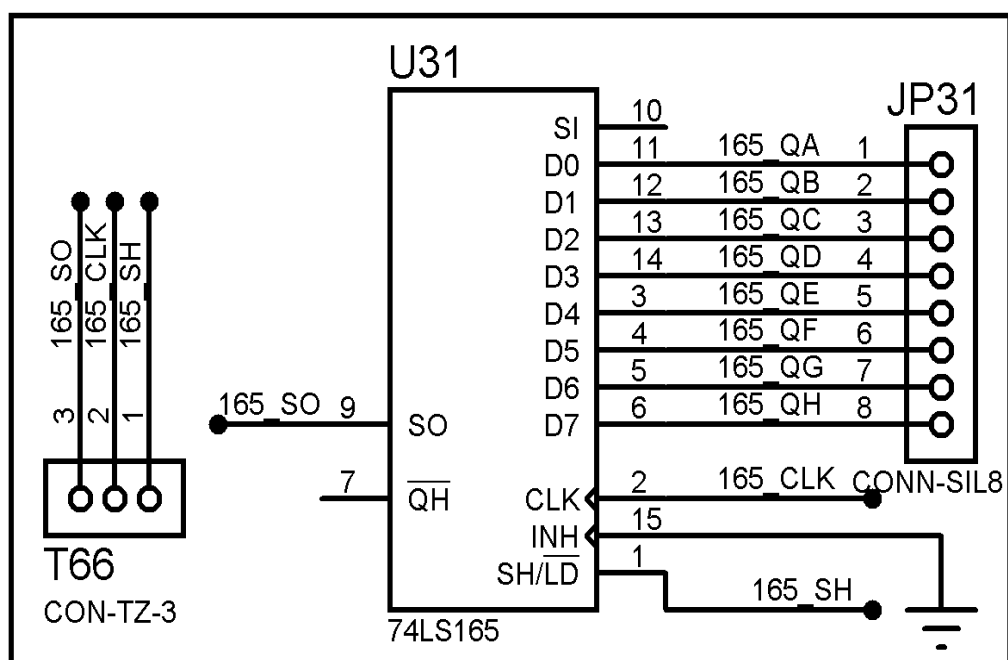 U31
JP31
SI 10
D0 11 165_QA 1
D1 12 165_QB 2
D2 13 165_QC 3
D3 14 165_QD 4
D4 3 165_QE 5
D5 4 165_QF 6
D6 5 165_QG 7
D7 6 165_QH 8
165_SO 9 SO
7 QH
CLK 2 165_CLK
CONN-SIL8
INH 15
SH/LD 1
165_SH
74LS165
165_SO 3
165_CLK 2
165_SH 1
T66
CON-TZ-3